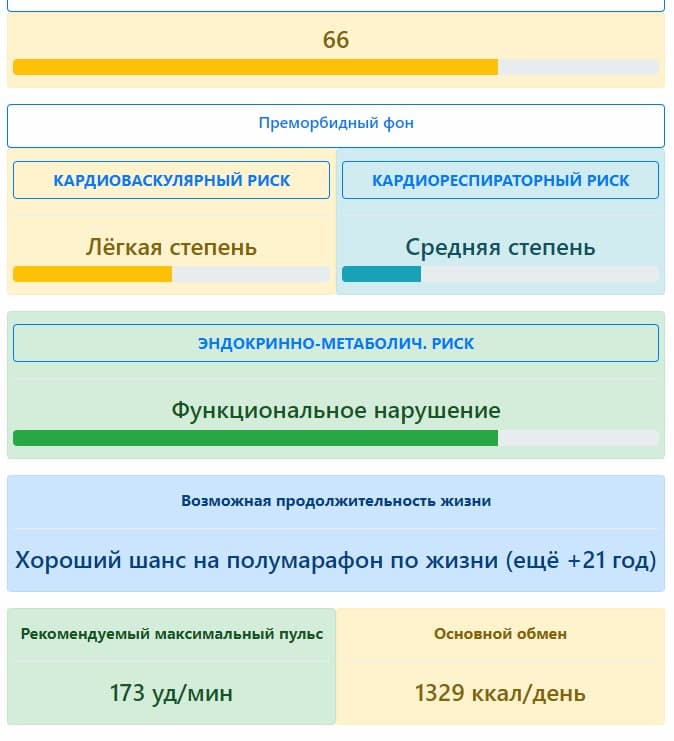 66
Преморбидный фон
КАРДИОВАСКУЛЯРНЫЙ РИСК
Лёгкая степень
КАРДИОРЕСПИРАТОРНЫЙ РИСК
Средняя степень
ЭНДОКРИННО-МЕТАБОЛИЧ. РИСК
Функциональное нарушение
Возможная продолжительность жизни
Хороший шанс на полумарафон по жизни (ещё +21 год)
Рекомендуемый максимальный пульс
173 уд/мин
Основной обмен
1329 ккал/день